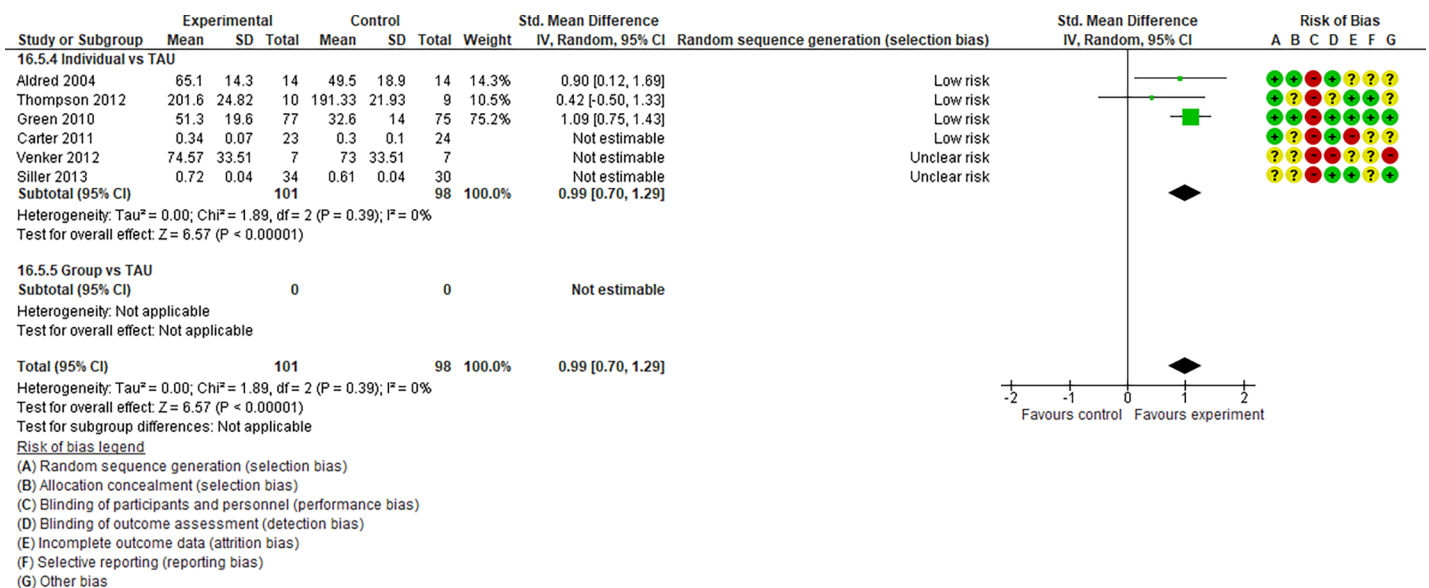 Experimental Control Std. Mean Difference Std. Mean Difference Risk of Bias
Study or Subgroup Mean SD Total Mean SD Total Weight IV, Random, 95% CI Random sequence generation (selection bias) IV, Random, 95% CI A B C D E F G
16.5.4 Individual vs TAU
Aldred 2004 65.1 14.3 14 49.5 18.9 14 14.3% 0.90 [0.12, 1.69] Low risk + + - + ? ? ?
Thompson 2012 201.6 24.82 10 191.33 21.93 9 10.5% 0.42 [-0.50, 1.33] Low risk + ? - ? + + ?
Green 2010 51.3 19.6 77 32.6 14 75 75.2% 1.09 [0.75, 1.43] Low risk + + - + + + +
Carter 2011 0.34 0.07 23 0.3 0.1 24 Not estimable Low risk + ? - + - + ?
Venker 2012 74.57 33.51 7 73 33.51 7 Not estimable Unclear risk ? ? - - ? ? -
Siller 2013 0.72 0.04 34 0.61 0.04 30 Not estimable Unclear risk ? ? - + + ? +
Subtotal (95% CI) 101 98 100.0% 0.99 [0.70, 1.29]
Heterogeneity: Tau² = 0.00; Chi² = 1.89, df = 2 (P = 0.39); I² = 0%
Test for overall effect: Z = 6.57 (P < 0.00001)
16.5.5 Group vs TAU
Subtotal (95% CI) 0 0 Not estimable
Heterogeneity: Not applicable
Test for overall effect: Not applicable
Total (95% CI) 101 98 100.0% 0.99 [0.70, 1.29]
Heterogeneity: Tau² = 0.00; Chi² = 1.89, df = 2 (P = 0.39); I² = 0%
Test for overall effect: Z = 6.57 (P < 0.00001)
Test for subgroup differences: Not applicable
-2 -1 0 1 2
Favours control Favours experiment
Risk of bias legend
(A) Random sequence generation (selection bias)
(B) Allocation concealment (selection bias)
(C) Blinding of participants and personnel (performance bias)
(D) Blinding of outcome assessment (detection bias)
(E) Incomplete outcome data (attrition bias)
(F) Selective reporting (reporting bias)
(G) Other bias